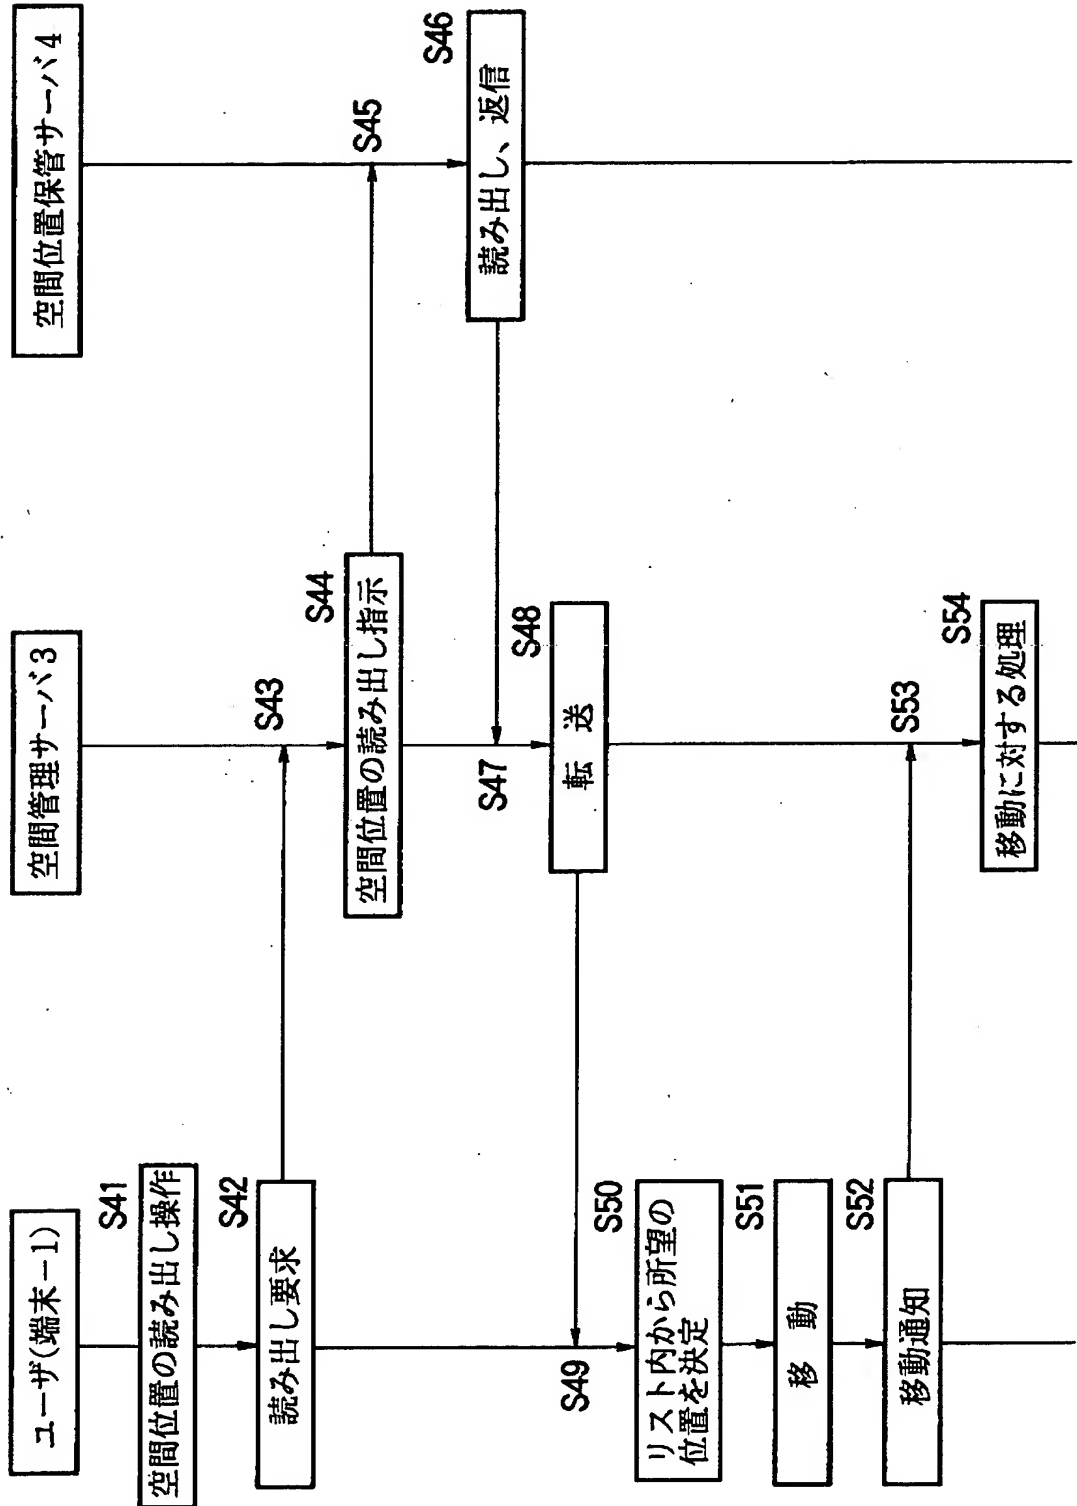 ユーザ(端末-1)
空間管理サーバ3
空間位置保管サーバ4
S41
空間位置の読み出し操作
S42
読み出し要求
S43
S44
空間位置の読み出し指示
S45
S46
読み出し、返信
S47
S48
転 送
S49
S50
リスト内から所望の
位置を決定
S51
移 動
S52
移動通知
S53
S54
移動に対する処理